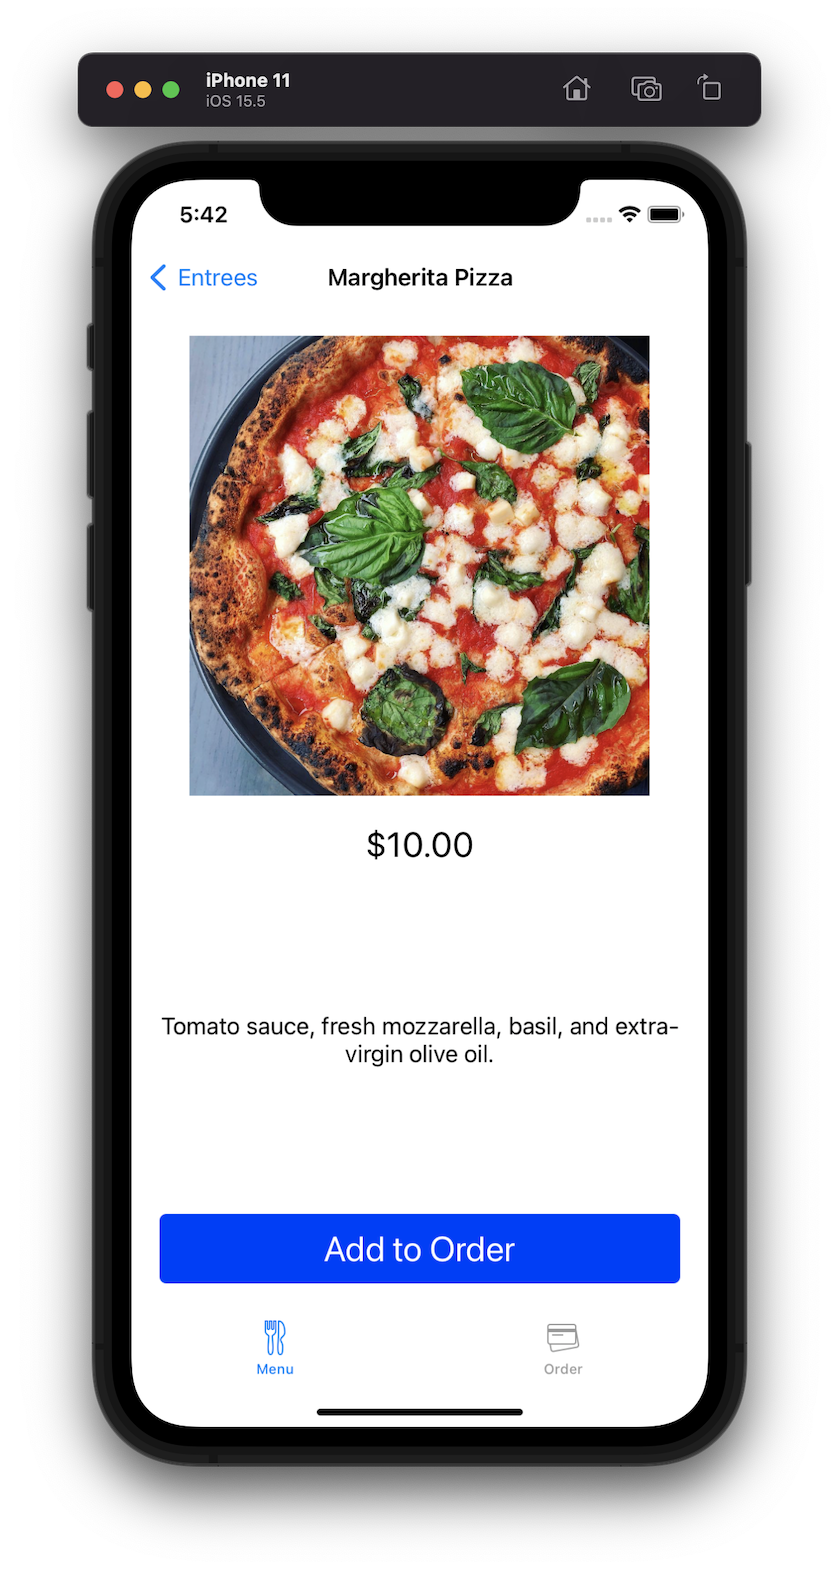 iPhone 11
iOS 15.5
5:42
Entrees
Margherita Pizza
$10.00
Tomato sauce, fresh mozzarella, basil, and extra-
virgin olive oil.
Add to Order
Menu
Order